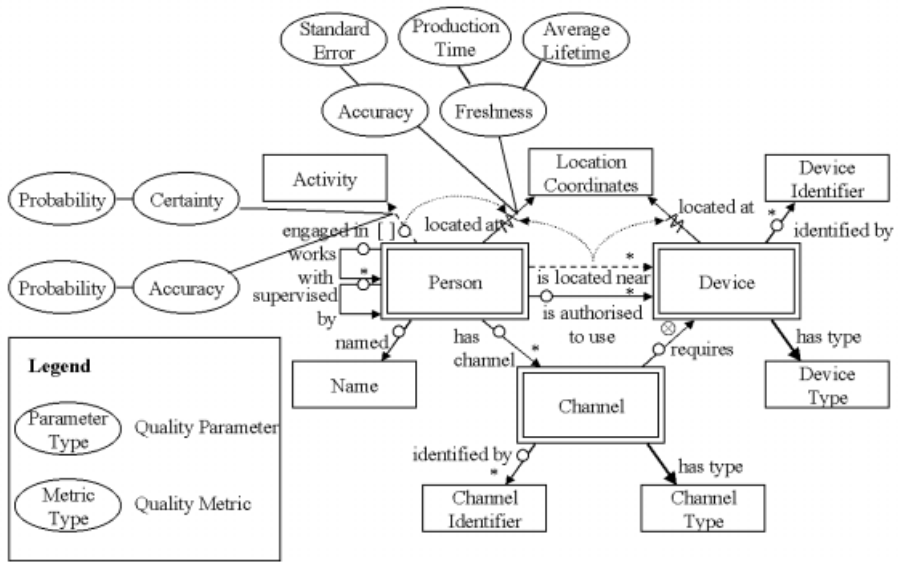 Standard
Error
Production
Time
Average
Lifetime
Accuracy
Freshness
Activity
Location
Coordinates
Device
Identifier
Probability
Certainty
located at
located at
*
identified by
engaged in [ ]
works
with
*
supervised
by
Person
*
is located near
*
is authorised
to use
Device
Probability
Accuracy
named
has
channel
*
requires
has type
Name
Device
Type
Channel
Legend
Parameter
Type
Quality Parameter
Metric
Type
Quality Metric
identified by
*
has type
Channel
Identifier
Channel
Type